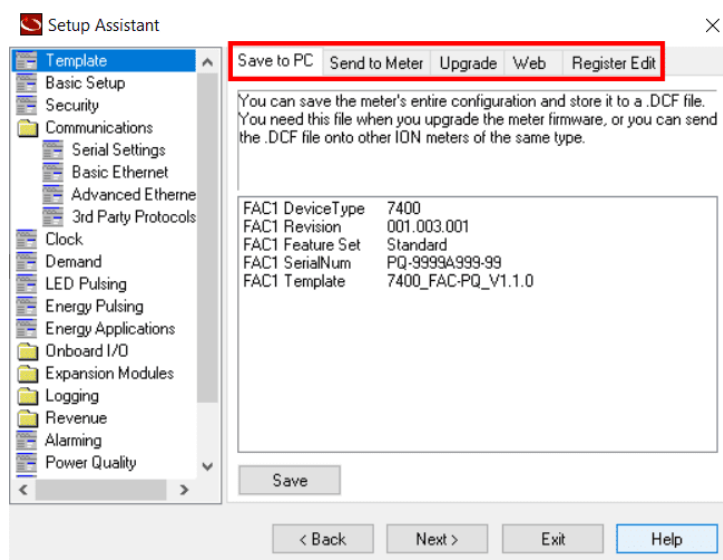 Setup Assistant
Template
Basic Setup
Security
Communications
Serial Settings
Basic Ethernet
Advanced Etherne
3rd Party Protocols
Clock
Demand
LED Pulsing
Energy Pulsing
Energy Applications
Onboard I/O
Expansion Modules
Logging
Revenue
Alarming
Power Quality
Save to PC Send to Meter Upgrade Web Register Edit
You can save the meter's entire configuration and store it to a .DCF file.
You need this file when you upgrade the meter firmware, or you can send
the .DCF file onto other ION meters of the same type.
FAC1 DeviceType 7400
FAC1 Revision 001.003.001
FAC1 Feature Set Standard
FAC1 SerialNum PQ-9999A999-99
FAC1 Template 7400_FAC-PQ_V1.1.0
Save
< Back Next > Exit Help